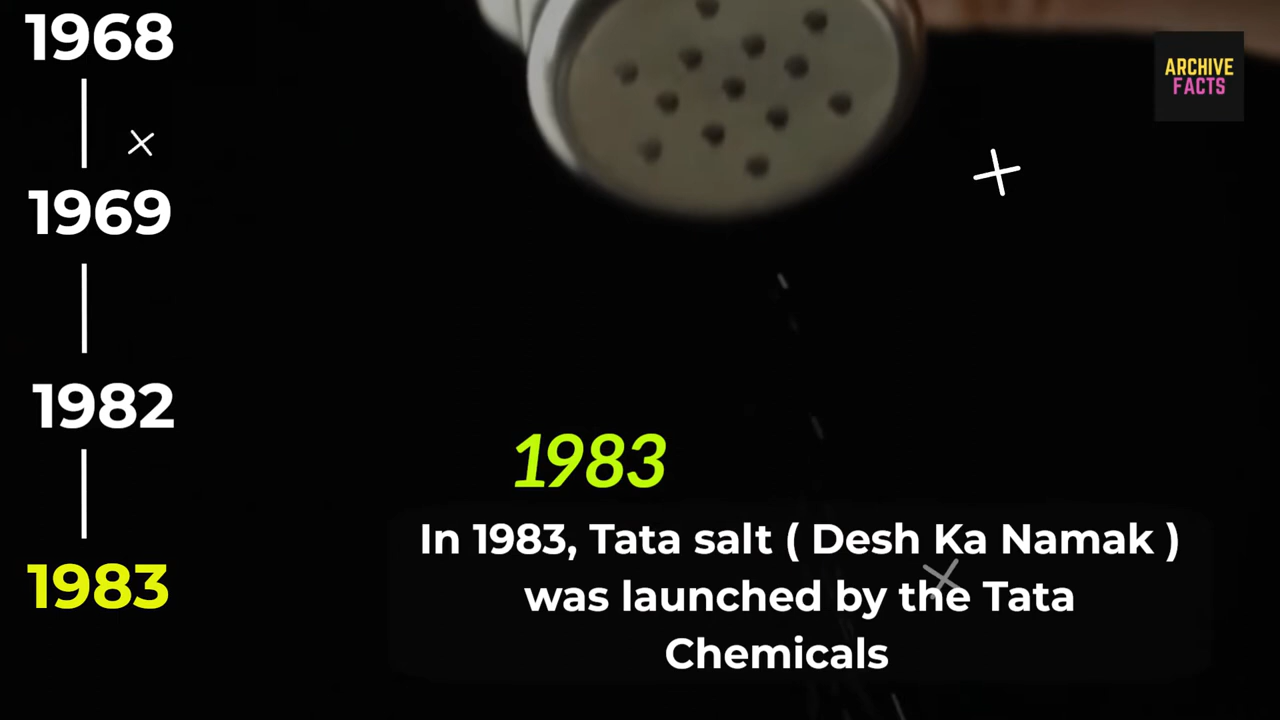 1968
1969
1982
1983
ARCHIVE
FACTS
1983
In 1983, Tata salt ( Desh Ka Namak )
was launched by the Tata
Chemicals